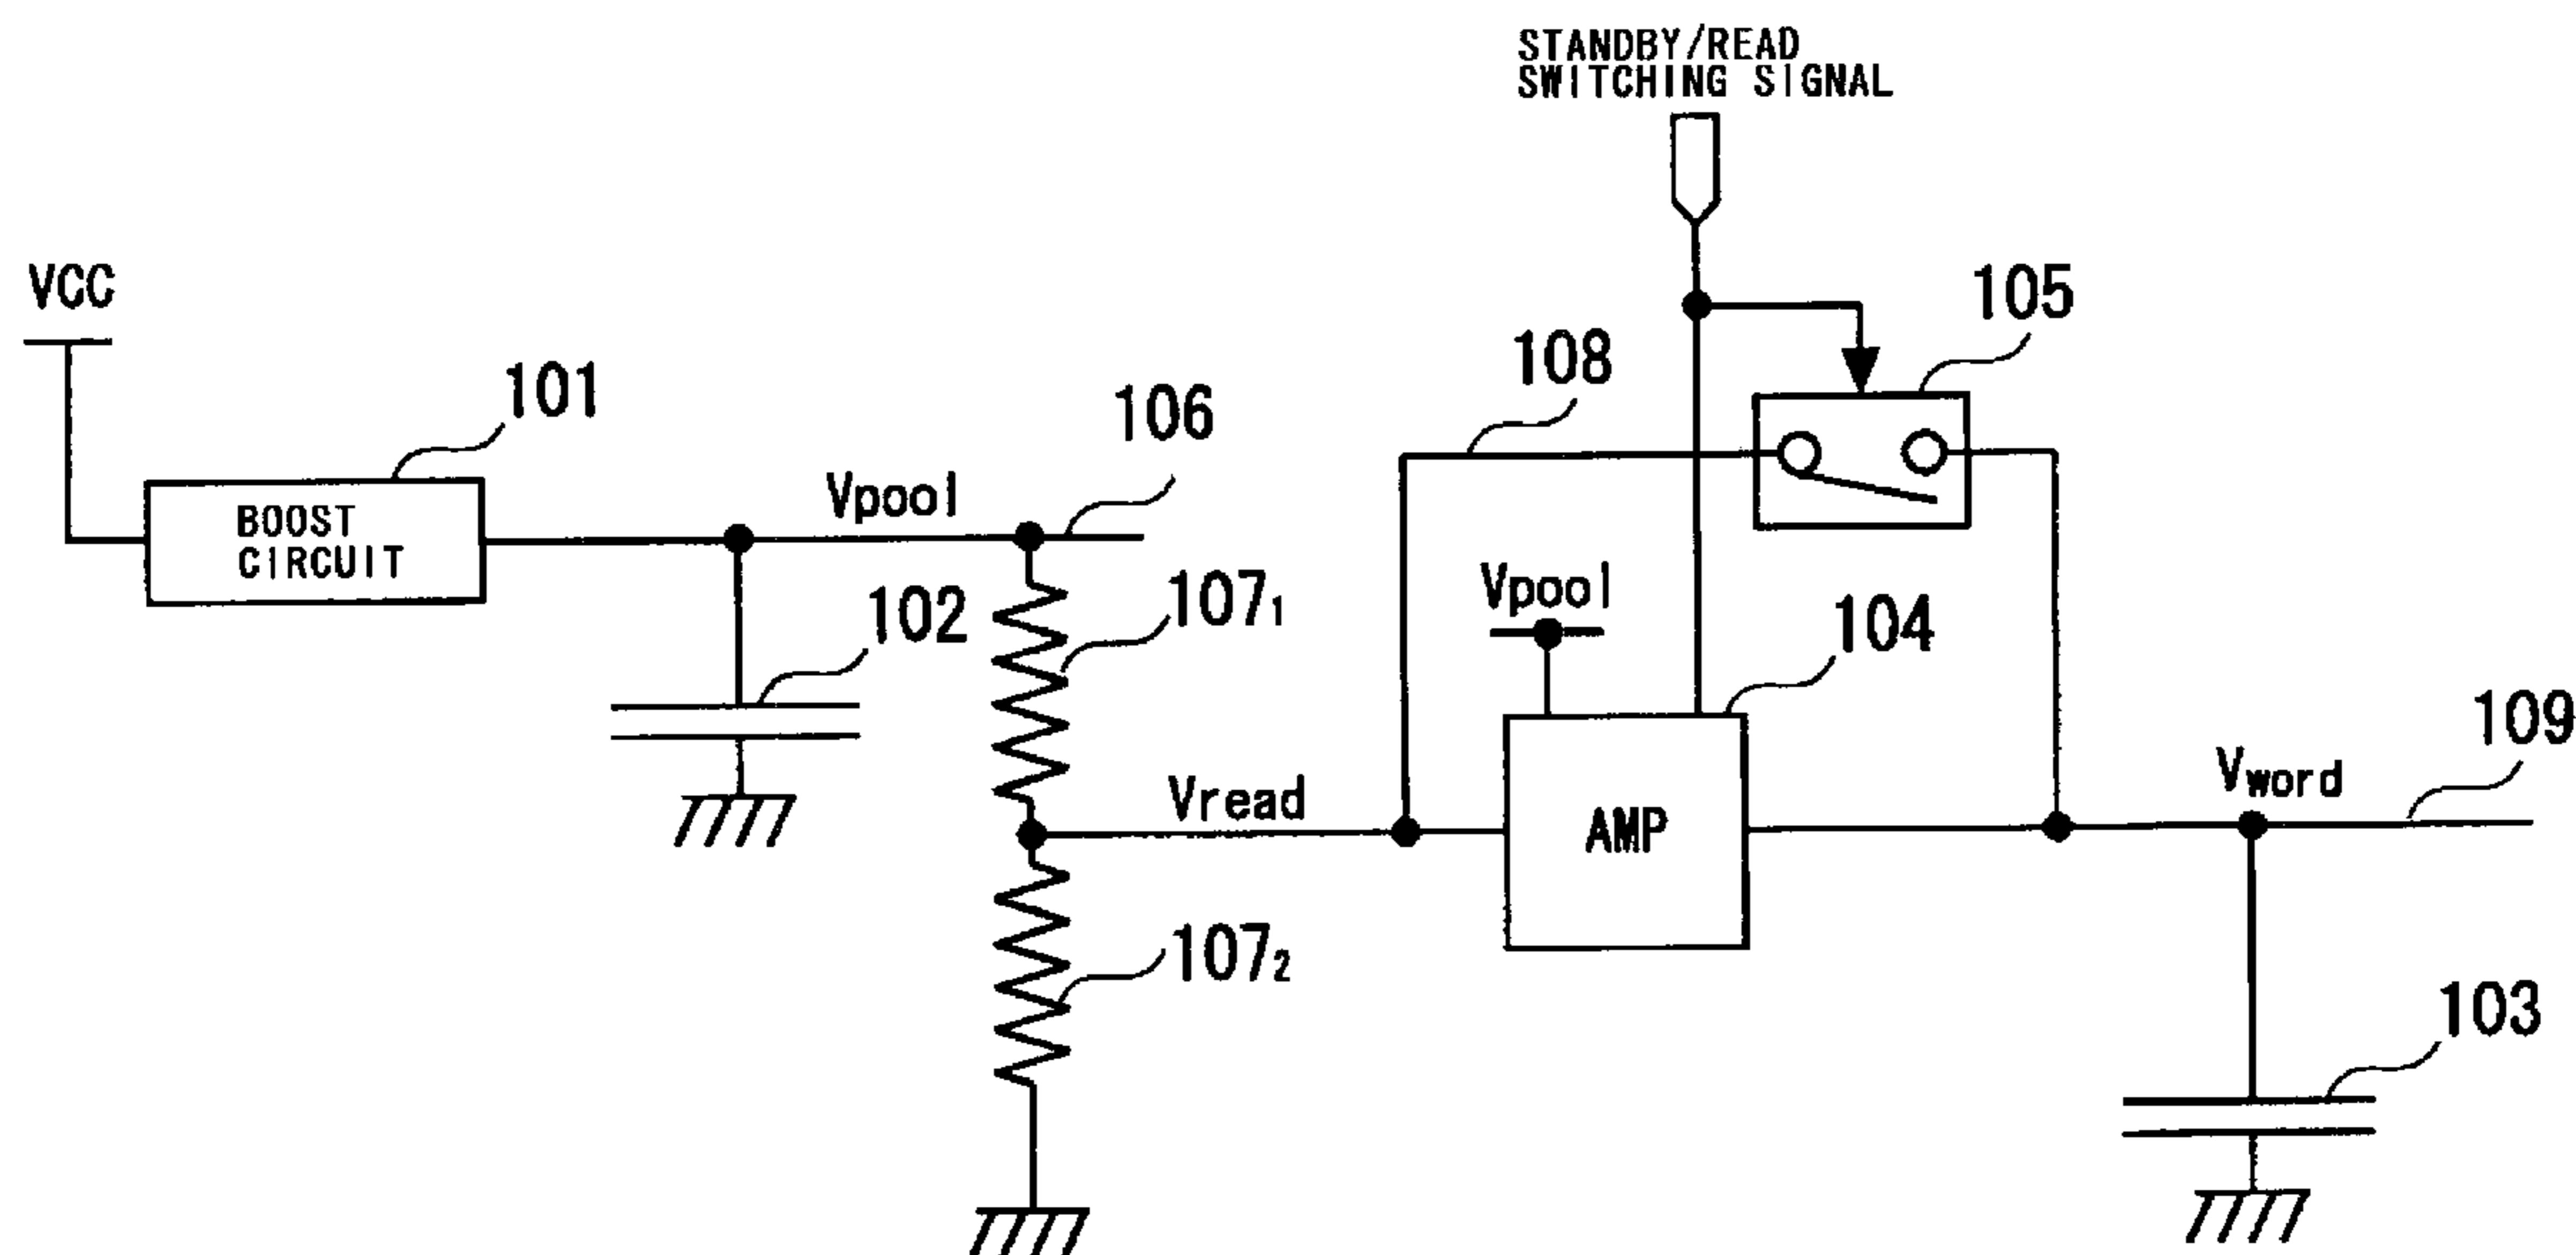 STANDBY/READ
SWITCHING SIGNAL
VCC
101
BOOST
CIRCUIT
Vpool
106
108
105
102
107₁
Vpool
104
Vread
AMP
Vword
109
107₂
103